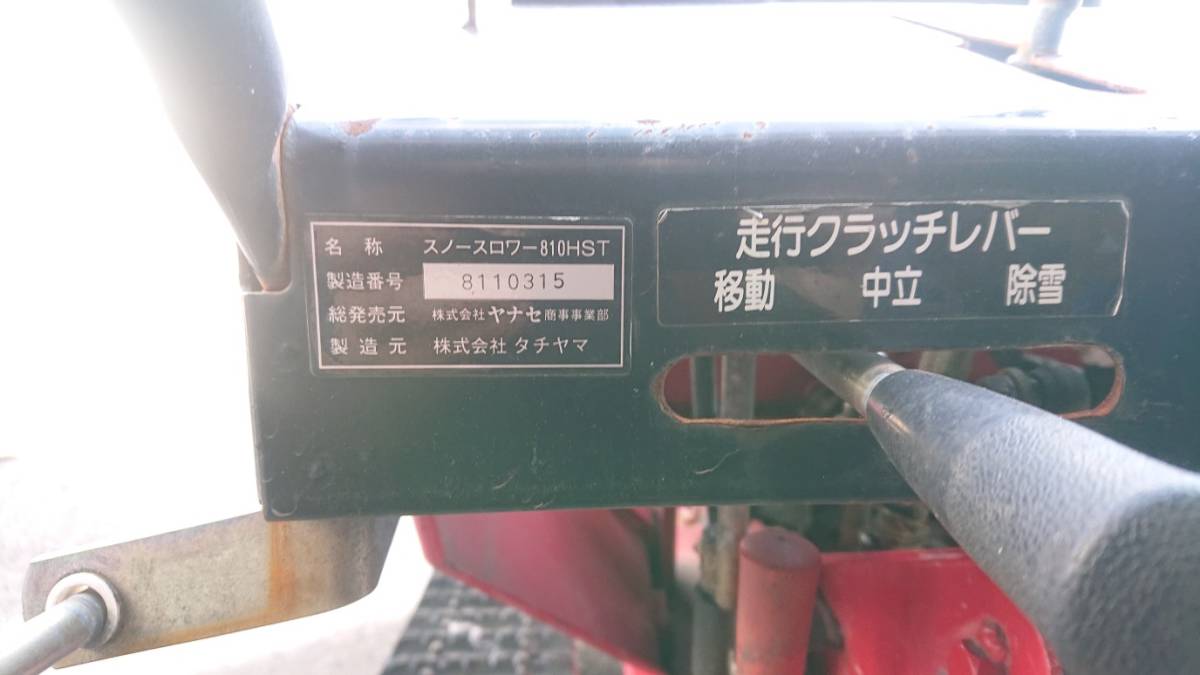 名称 スノースロワー810HST
製造番号 8110315
総発売元 株式会社ヤナセ商事事業部
製造元 株式会社タチヤマ
走行クラッチレバー
移動 中立 除雪